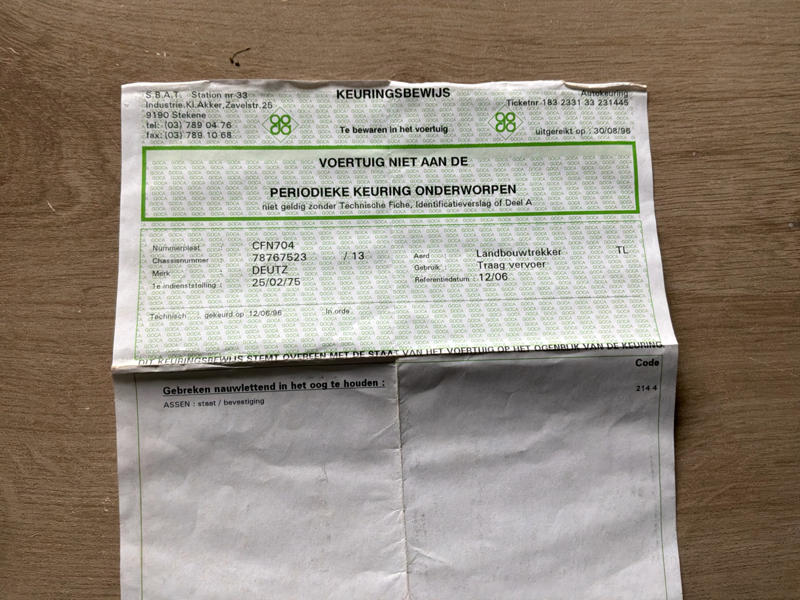 S.B.A.T. Station nr 33
Industrie.Kl.Akker,Zavelstr.25
9190 Stekene
tel: (03) 789 04 76
fax: (03) 789 10 68
KEURINGSBEWIJS
Te bewaren in het voertuig
Autokeuring
Ticketnr 183 2331 33 231445
uitgereikt op : 30/08/96
VOERTUIG NIET AAN DE
PERIODIEKE KEURING ONDERWORPEN
niet geldig zonder Technische Fiche, Identificatieverslag of Deel A
Nummerplaat CFN704
Chassisnummer 78767523 / 13
Merk DEUTZ
1e indienststelling : 25/02/75
Aard : Landbouwtrekker TL
Gebruik : Traag vervoer
Referentiedatum : 12/06
Technisch : gekeurd op 12/06/96 In orde
DIT KEURINGSBEWIJS STEMT OVEREEN MET DE STAAT VAN HET VOERTUIG OP HET OGENBLIK VAN DE KEURING
Code
Gebreken nauwlettend in het oog te houden :
ASSEN : staat / bevestiging 214 4